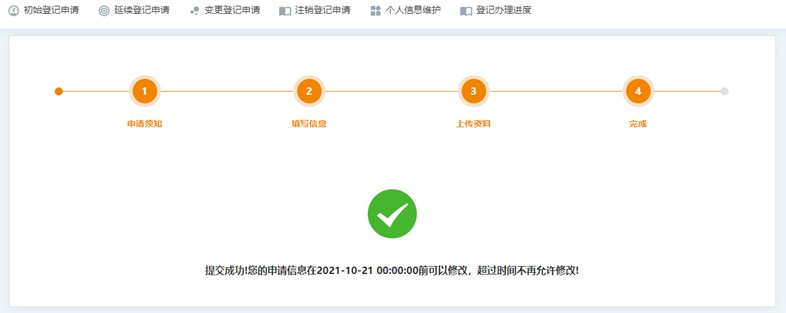 初始登记申请 延续登记申请 变更登记申请 注销登记申请 个人信息维护 登记办理进度
1 2 3 4
申请须知 填写信息 上传资料 完成
提交成功!您的申请信息在2021-10-21 00:00:00前可以修改，超过时间不再允许修改!